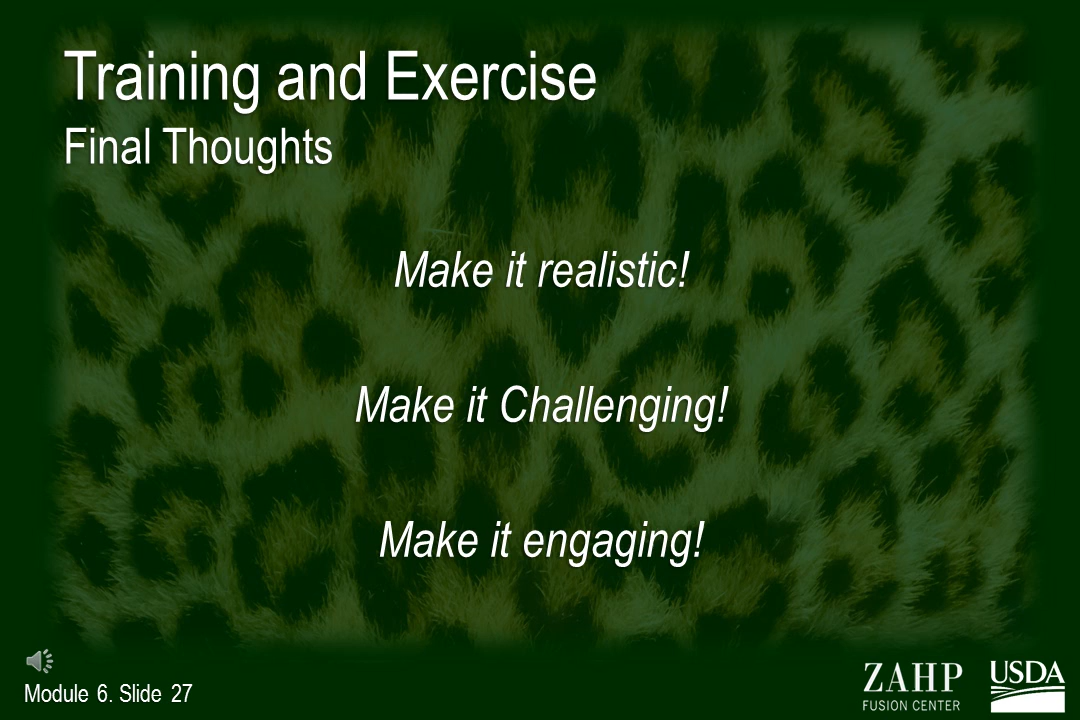 Training and Exercise
Final Thoughts
Make it realistic!
Make it Challenging!
Make it engaging!
Module 6. Slide 27
ZAHP
FUSION CENTER
USDA